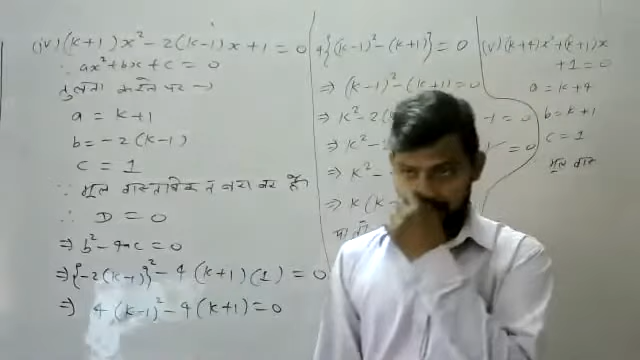 (iv) (k+1)x² - 2(k-1)x + 1 = 0
∵ ax² + bx + c = 0
तुलना करने पर →
a = k+1
b = -2(k-1)
c = 1
∵ मूल वास्तविक व बराबर हैं।
∴ D = 0
⇒ b² - 4ac = 0
⇒ {-2(k-1)}² - 4(k+1)(1) = 0
⇒ 4(k-1)² - 4(k+1) = 0
4{(k-1)² - (k+1)} = 0
⇒ (k-1)² - (k+1) = 0
⇒ k² - 2 - 1 = 0
⇒ k² - = 0
⇒ k² -
⇒ k(k-
(v) (k+4)x² + (k+1)x
+ 1 = 0
a = k+4
b = k+1
c = 1
मूल